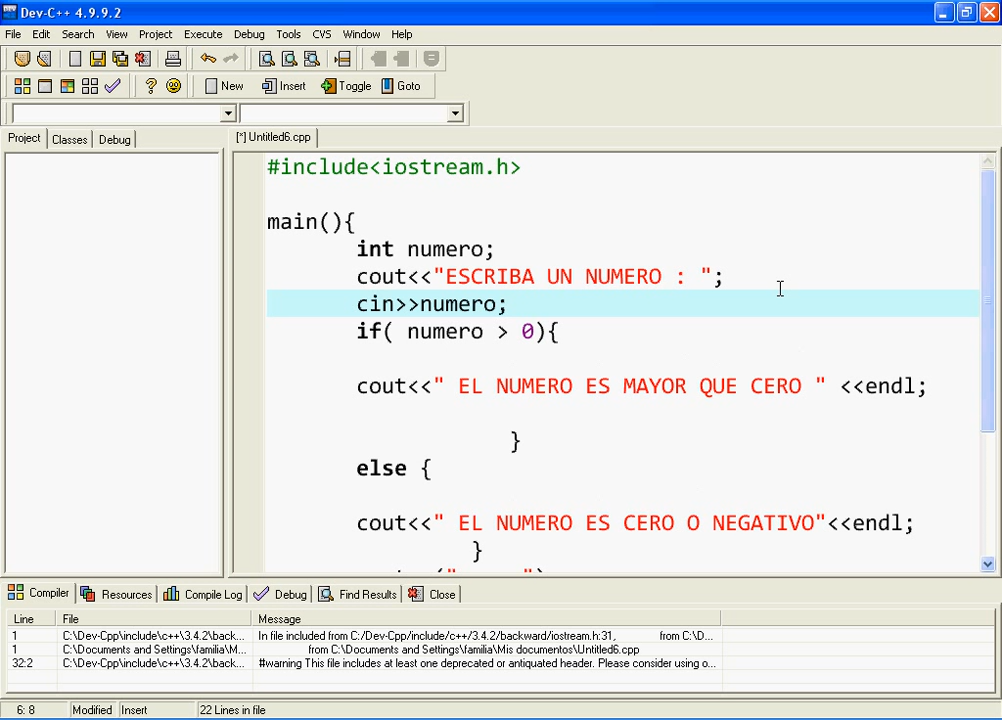 Dev-C++ 4.9.9.2
File Edit Search View Project Execute Debug Tools CVS Window Help
New Insert Toggle Goto
Project Classes Debug [*] Untitled6.cpp
#include<iostream.h>
main(){
int numero;
cout<<"ESCRIBA UN NUMERO : ";
cin>>numero;
if( numero > 0){
cout<<" EL NUMERO ES MAYOR QUE CERO " <<endl;
}
else {
cout<<" EL NUMERO ES CERO O NEGATIVO"<<endl;
}
Compiler Resources Compile Log Debug Find Results Close
Line File Message
1 C:\Dev-Cpp\include\c++\3.4.2\back... In file included from C:/Dev-Cpp/include/c++/3.4.2/backward/iostream.h:31, from C:\D...
1 C:\Documents and Settings\familia\M... from C:\Documents and Settings\familia\Mis documentos\Untitled6.cpp
32:2 C:\Dev-Cpp\include\c++\3.4.2\back... #warning This file includes at least one deprecated or antiquated header. Please consider using o...
6: 8 Modified Insert 22 Lines in file